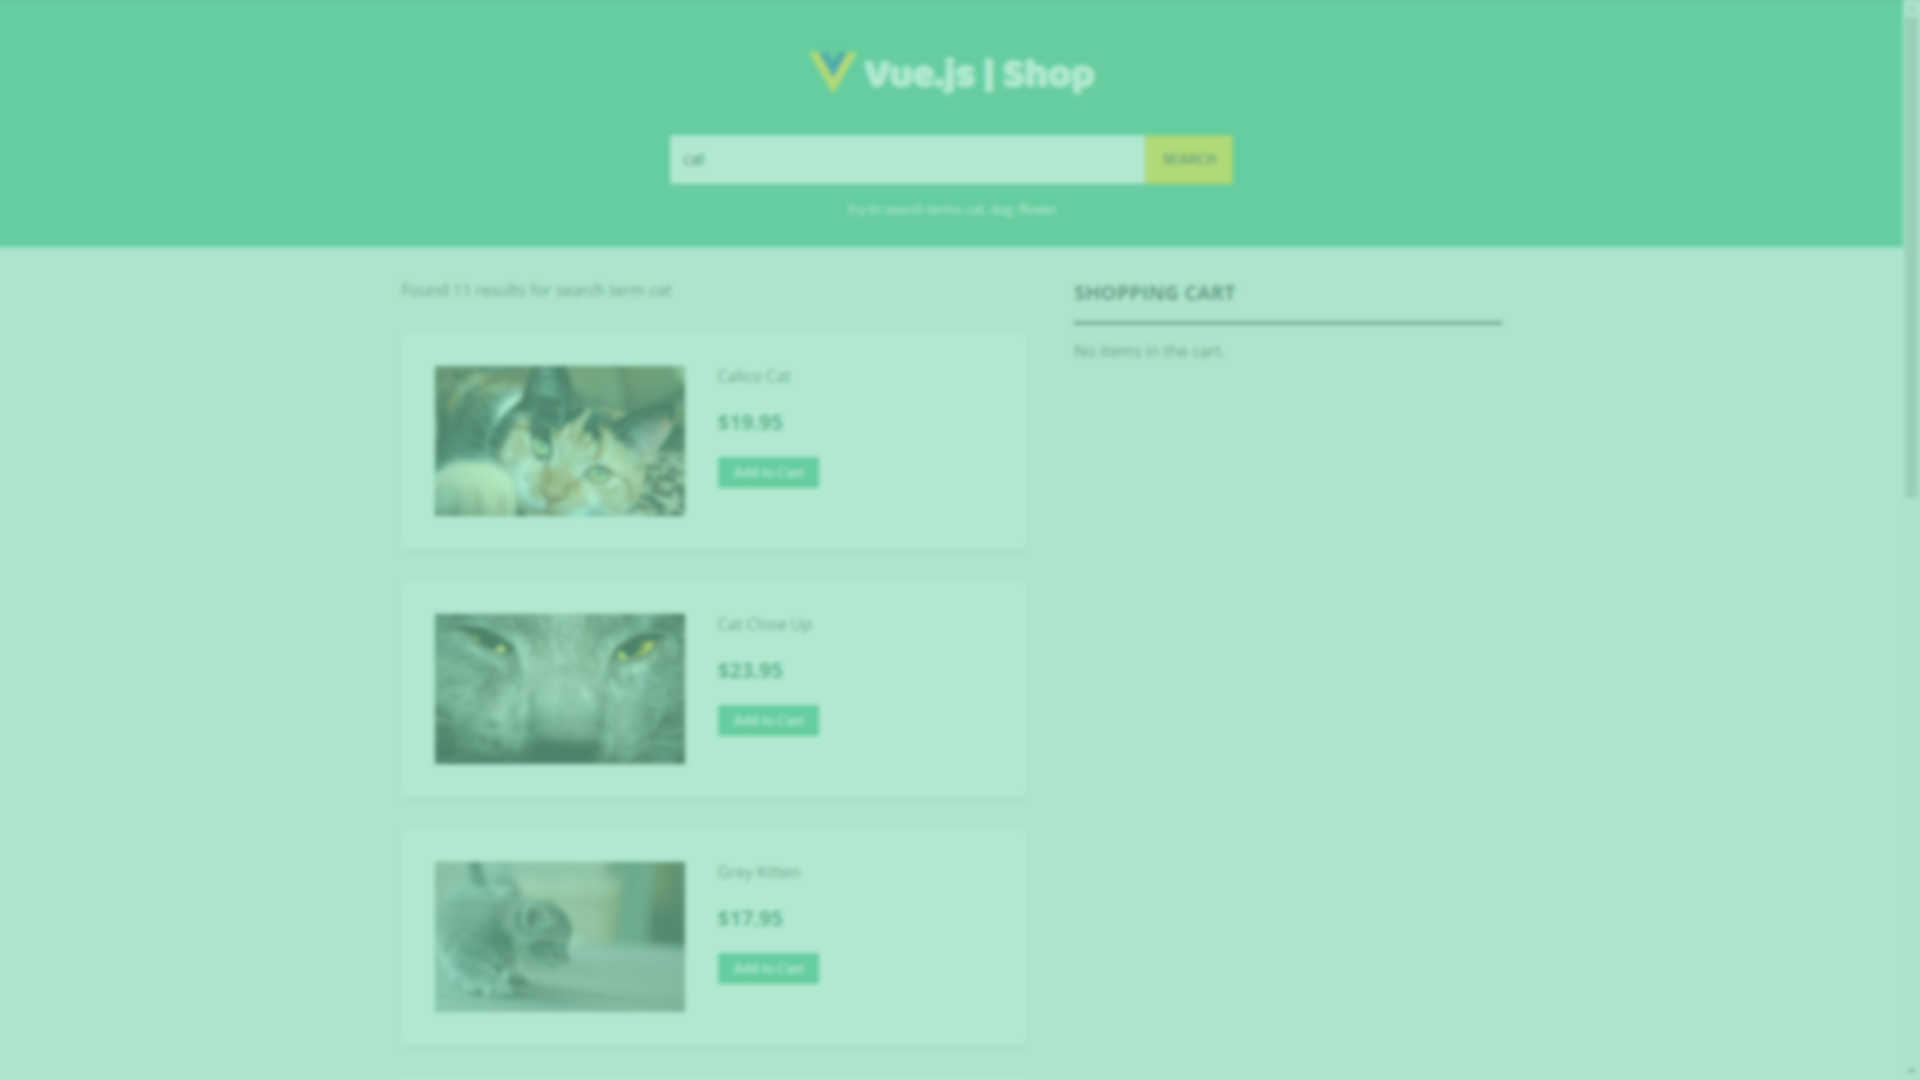 Vue.js | Shop
cat
SEARCH
Try to search items cat, dog, flower
Found 11 results for search term cat
SHOPPING CART
No items in the cart.
Calico Cat
$19.95
Add to Cart
Cat Close Up
$23.95
Add to Cart
Grey Kitten
$17.95
Add to Cart